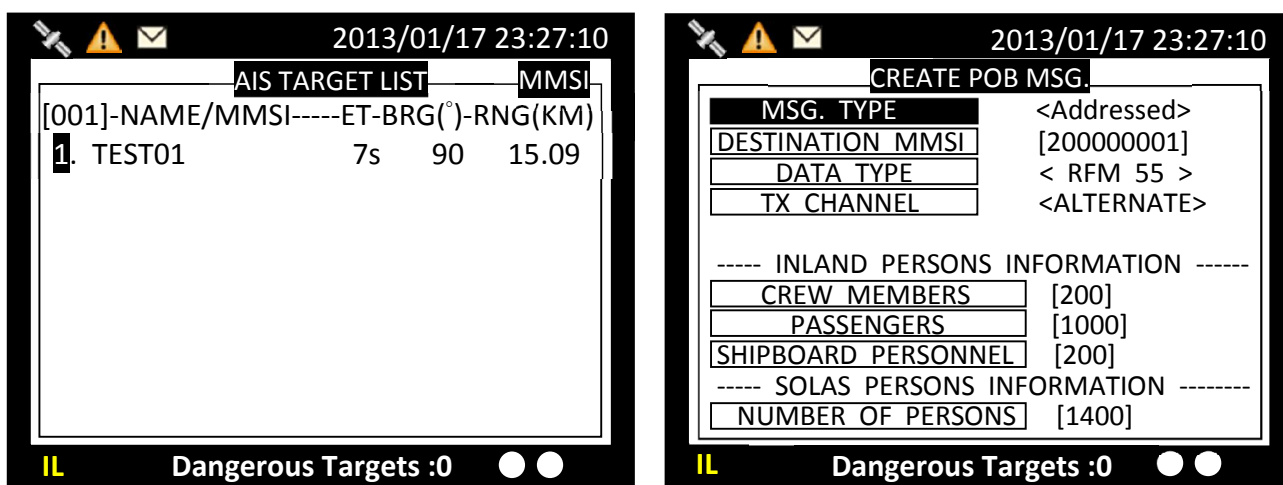 2013/01/17 23:27:10
AIS TARGET LIST MMSI
[001]-NAME/MMSI-----ET-BRG(°)-RNG(KM)
1. TEST01 7s 90 15.09
IL Dangerous Targets :0
2013/01/17 23:27:10
CREATE POB MSG.
MSG. TYPE <Addressed>
DESTINATION MMSI [200000001]
DATA TYPE < RFM 55 >
TX CHANNEL <ALTERNATE>
----- INLAND PERSONS INFORMATION ------
CREW MEMBERS [200]
PASSENGERS [1000]
SHIPBOARD PERSONNEL [200]
----- SOLAS PERSONS INFORMATION --------
NUMBER OF PERSONS [1400]
IL Dangerous Targets :0